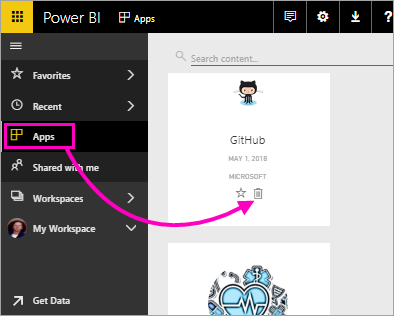 Power BI Apps
Search content...
Favorites
Recent
Apps
Shared with me
Workspaces
My Workspace
Get Data
GitHub
MAY 1, 2018
MICROSOFT